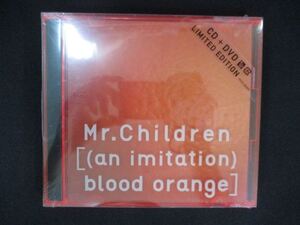 CD + DVD
LIMITED EDITION
Mr.Children
[(an imitation)
blood orange]